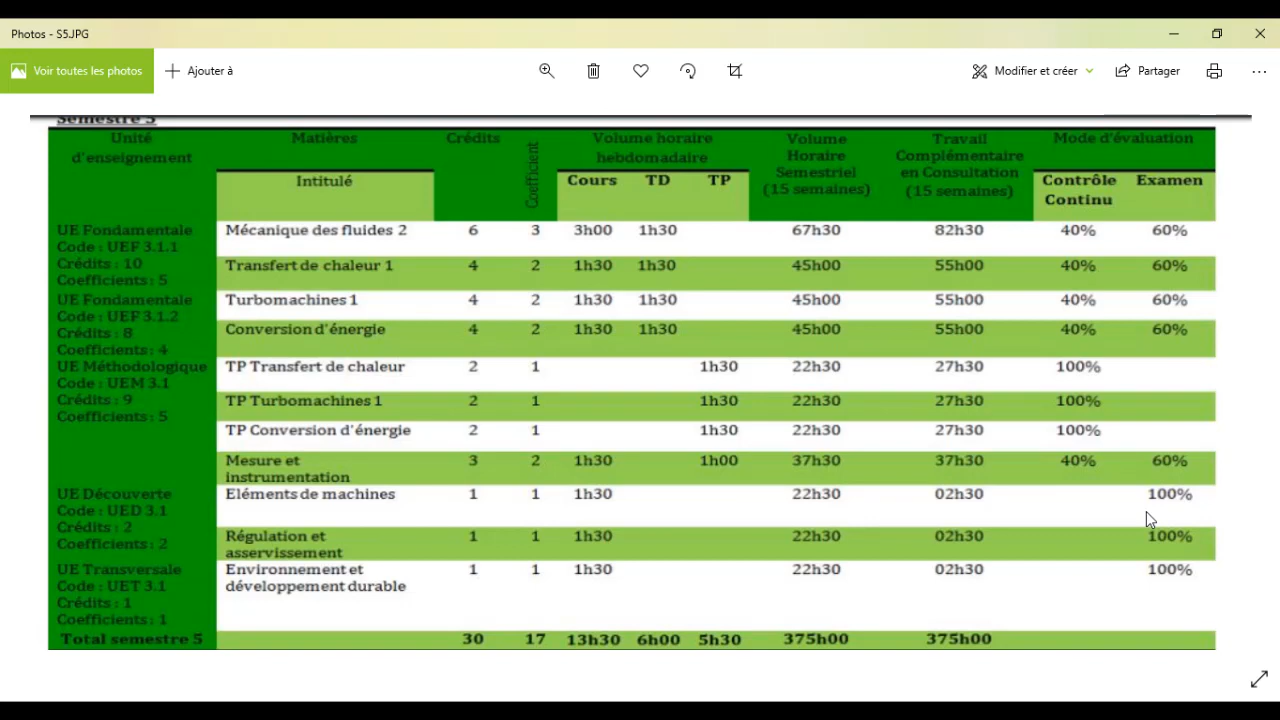 Photos - S5.JPG
Voir toutes les photos
Ajouter à
Modifier et créer
Partager
Semestre 5
Unité d'enseignement
Matières
Crédits
Coefficient
Volume horaire hebdomadaire
Volume Horaire Semestriel (15 semaines)
Travail Complémentaire en Consultation (15 semaines)
Mode d'évaluation
Intitulé
Cours TD TP
Contrôle Continu
Examen
UE Fondamentale
Code : UEF 3.1.1
Crédits : 10
Coefficients : 5
Mécanique des fluides 2 6 3 3h00 1h30 67h30 82h30 40% 60%
Transfert de chaleur 1 4 2 1h30 1h30 45h00 55h00 40% 60%
UE Fondamentale
Code : UEF 3.1.2
Crédits : 8
Coefficients : 4
Turbomachines 1 4 2 1h30 1h30 45h00 55h00 40% 60%
Conversion d'énergie 4 2 1h30 1h30 45h00 55h00 40% 60%
UE Méthodologique
Code : UEM 3.1
Crédits : 9
Coefficients : 5
TP Transfert de chaleur 2 1 1h30 22h30 27h30 100%
TP Turbomachines 1 2 1 1h30 22h30 27h30 100%
TP Conversion d'énergie 2 1 1h30 22h30 27h30 100%
Mesure et instrumentation 3 2 1h30 1h00 37h30 37h30 40% 60%
UE Découverte
Code : UED 3.1
Crédits : 2
Coefficients : 2
Eléments de machines 1 1 1h30 22h30 02h30 100%
Régulation et asservissement 1 1 1h30 22h30 02h30 100%
UE Transversale
Code : UET 3.1
Crédits : 1
Coefficients : 1
Environnement et développement durable 1 1 1h30 22h30 02h30 100%
Total semestre 5 30 17 13h30 6h00 5h30 375h00 375h00